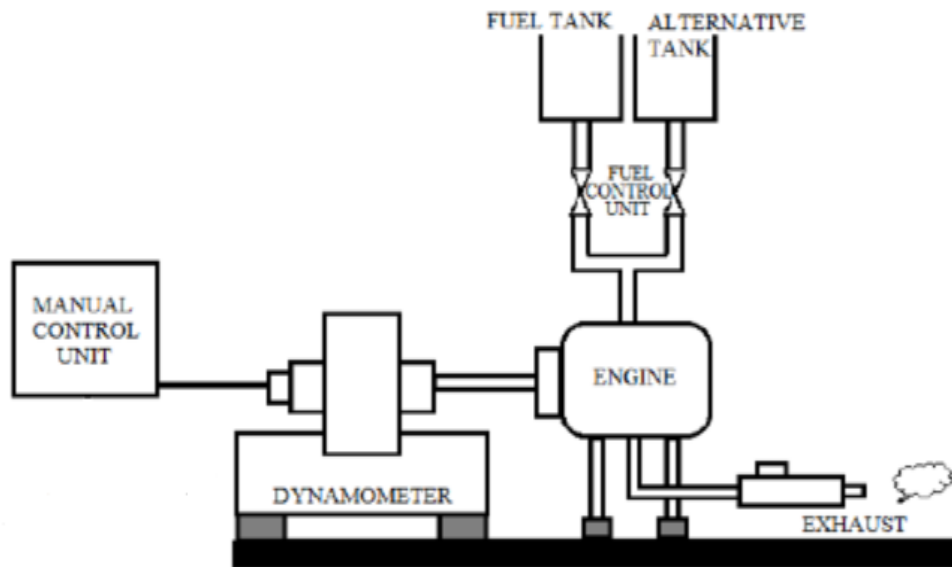 FUEL TANK
ALTERNATIVE
TANK
FUEL
CONTROL
UNIT
MANUAL
CONTROL
UNIT
ENGINE
DYNAMOMETER
EXHAUST